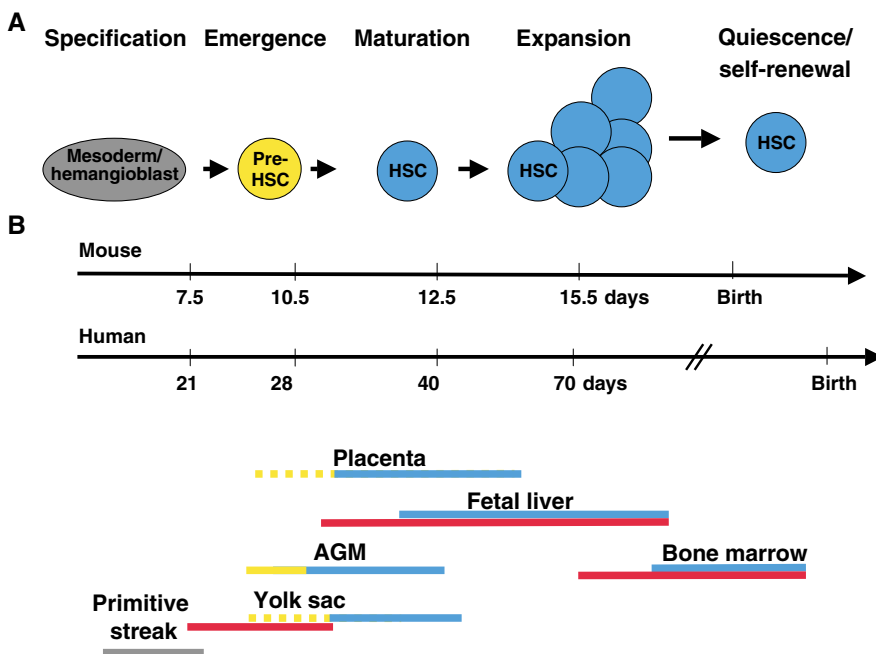 A
Specification Emergence Maturation Expansion Quiescence/
self-renewal
Mesoderm/
hemangioblast
Pre-
HSC
HSC
HSC
HSC
B
Mouse
7.5 10.5 12.5 15.5 days Birth
Human
21 28 40 70 days Birth
Placenta
Fetal liver
AGM
Bone marrow
Yolk sac
Primitive
streak